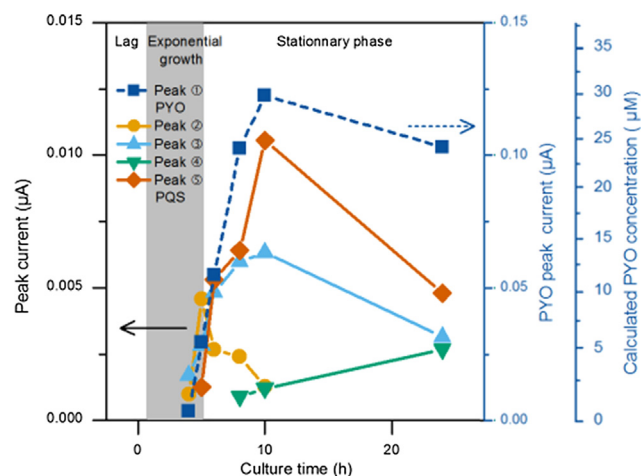 0.015
0.010
0.005
0.000
Peak current (µA)
Lag
Exponential
growth
Stationnary phase
Peak ①
PYO
Peak ②
Peak ③
Peak ④
Peak ⑤
PQS
0
10
20
Culture time (h)
0.15
0.10
0.05
0.00
PYO peak current (µA)
35
30
25
20
15
10
5
0
Calculated PYO concentration (µM)